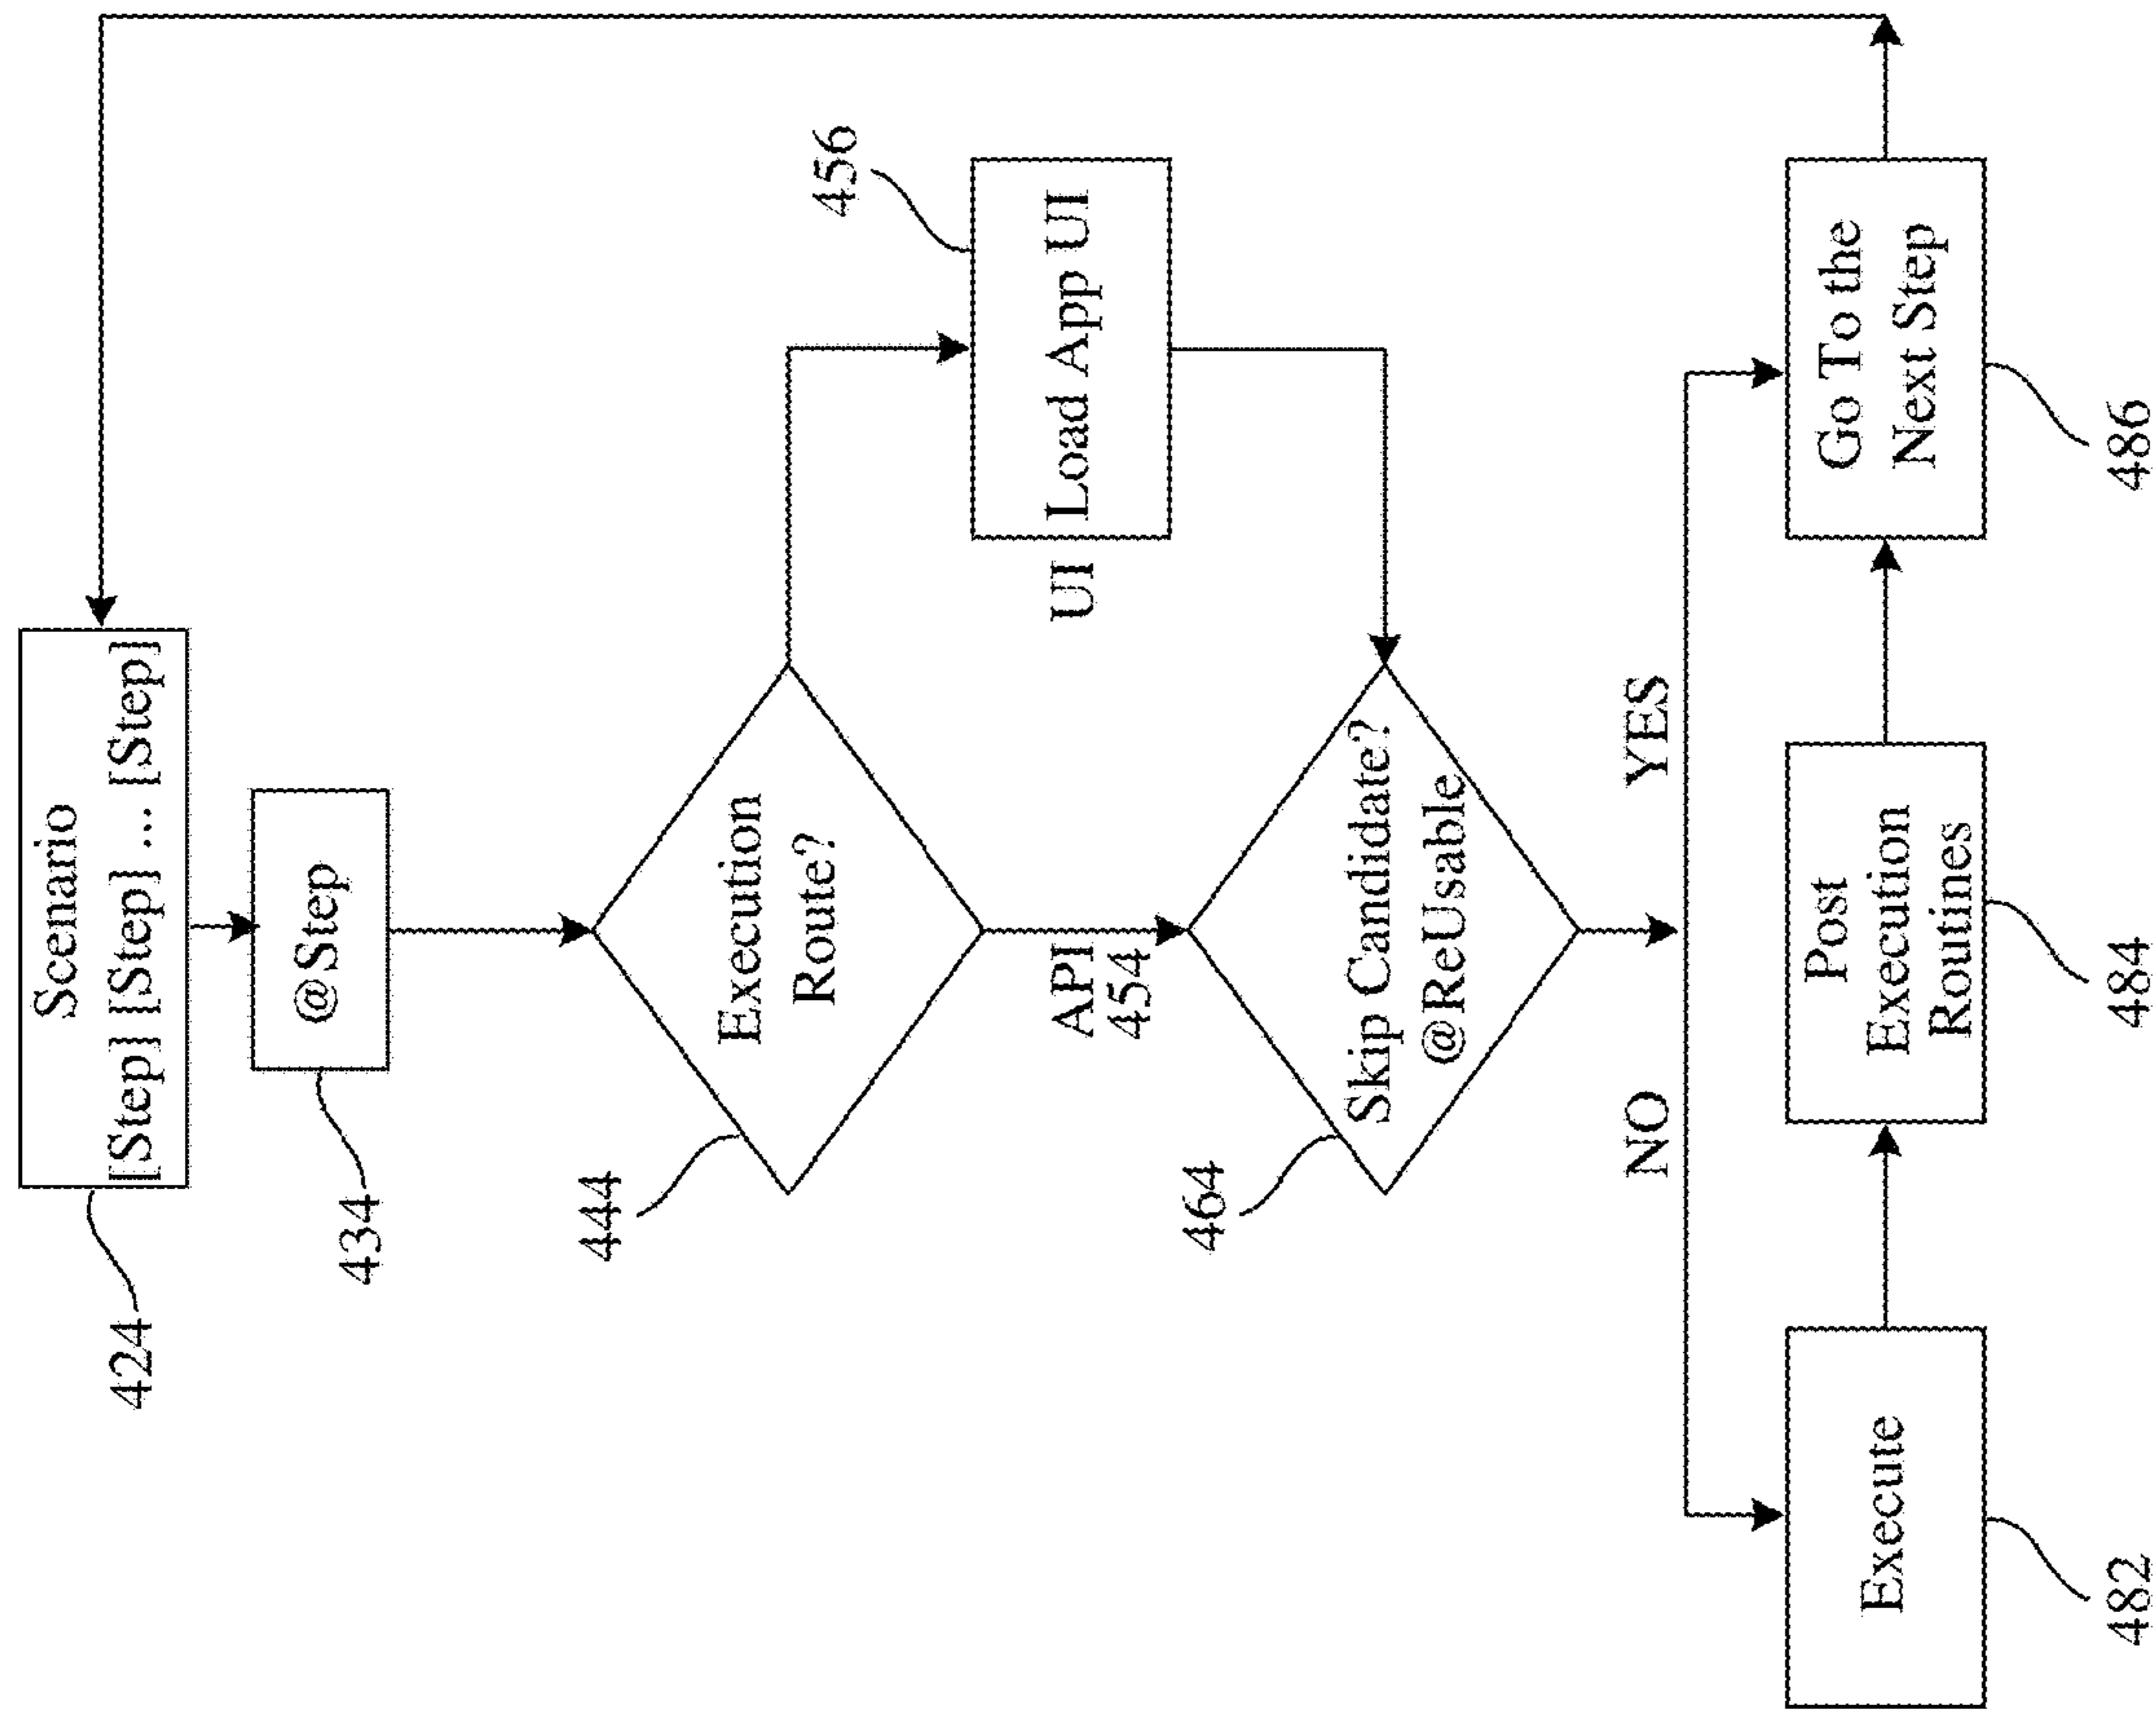 Scenario
[Step] [Step] ... [Step]
424
@Step
434
Execution
Route?
444
456
UI
Load App UI
API
454
Skip Candidate?
@ReUsable
464
NO
YES
Execute
482
Post
Execution
Routines
484
Go To the
Next Step
486